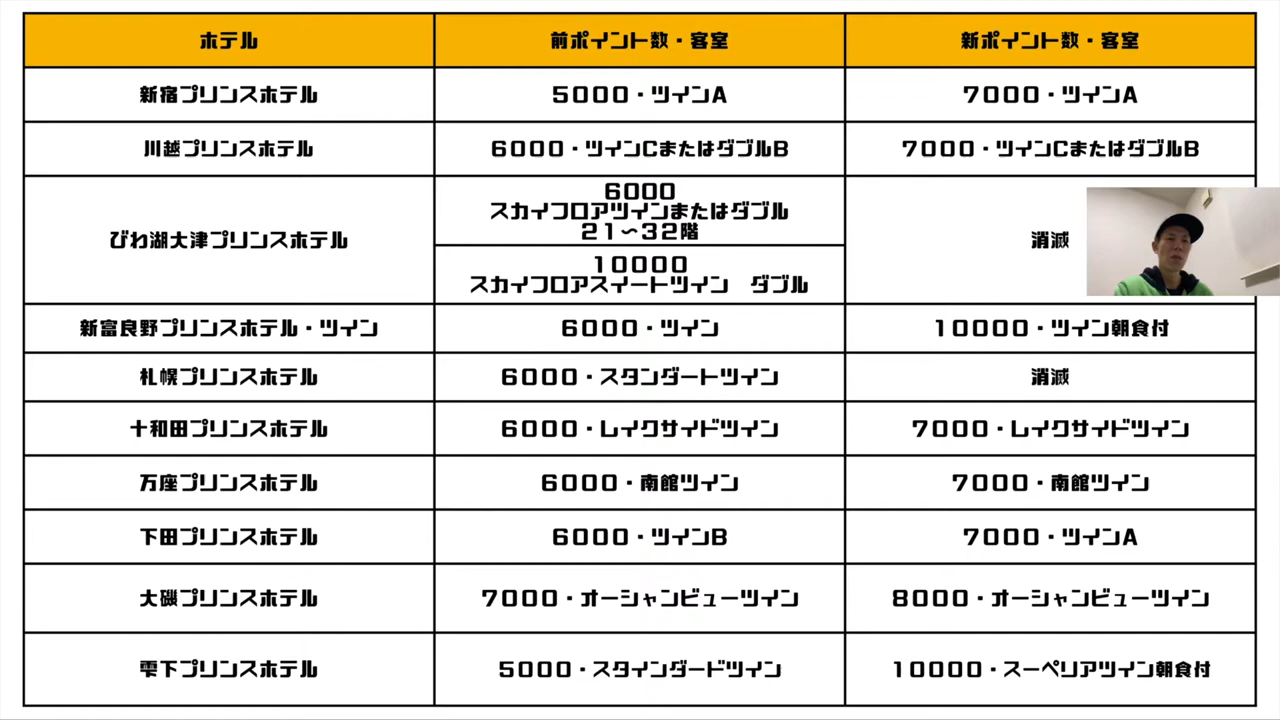 ホテル 前ポイント数・客室 新ポイント数・客室
新宿プリンスホテル 5000・ツインA 7000・ツインA
川越プリンスホテル 6000・ツインCまたはダブルB 7000・ツインCまたはダブルB
びわ湖大津プリンスホテル
6000
スカイフロアツインまたはダブル
21〜32階
10000
スカイフロアスイートツイン　ダブル
消滅
新富良野プリンスホテル・ツイン 6000・ツイン 10000・ツイン朝食付
札幌プリンスホテル 6000・スタンダートツイン 消滅
十和田プリンスホテル 6000・レイクサイドツイン 7000・レイクサイドツイン
万座プリンスホテル 6000・南館ツイン 7000・南館ツイン
下田プリンスホテル 6000・ツインB 7000・ツインA
大磯プリンスホテル 7000・オーシャンビューツイン 8000・オーシャンビューツイン
雫下プリンスホテル 5000・スタインダードツイン 10000・スーペリアツイン朝食付